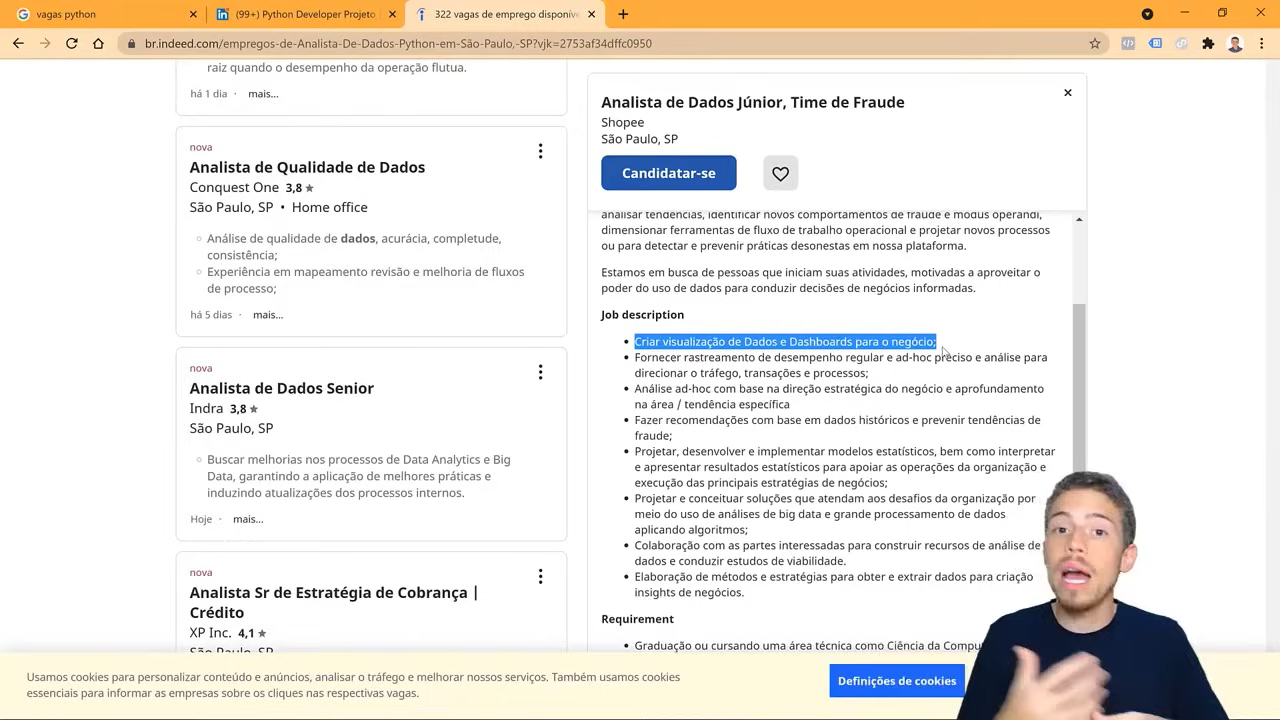 vagas python
(99+) Python Developer Projeto
322 vagas de emprego disponíve
br.indeed.com/empregos-de-Analista-De-Dados-Python-em-São-Paulo,-SP?vjk=2753af34dffc0950
raiz quando o desempenho da operação flutua.
há 1 dia · mais...
nova
Analista de Qualidade de Dados
Conquest One 3,8 ★
São Paulo, SP • Home office
Análise de qualidade de dados, acurácia, completude,
consistência;
Experiência em mapeamento revisão e melhoria de fluxos
de processo;
há 5 dias · mais...
nova
Analista de Dados Senior
Indra 3,8 ★
São Paulo, SP
Buscar melhorias nos processos de Data Analytics e Big
Data, garantindo a aplicação de melhores práticas e
induzindo atualizações dos processos internos.
Hoje · mais...
nova
Analista Sr de Estratégia de Cobrança |
Crédito
XP Inc. 4,1 ★
São Paulo, SP
Analista de Dados Júnior, Time de Fraude
Shopee
São Paulo, SP
Candidatar-se
analisar tendências, identificar novos comportamentos de fraude e modus operandi,
dimensionar ferramentas de fluxo de trabalho operacional e projetar novos processos
ou para detectar e prevenir práticas desonestas em nossa plataforma.
Estamos em busca de pessoas que iniciam suas atividades, motivadas a aproveitar o
poder do uso de dados para conduzir decisões de negócios informadas.
Job description
Criar visualização de Dados e Dashboards para o negócio;
Fornecer rastreamento de desempenho regular e ad-hoc preciso e análise para
direcionar o tráfego, transações e processos;
Análise ad-hoc com base na direção estratégica do negócio e aprofundamento
na área / tendência específica
Fazer recomendações com base em dados históricos e prevenir tendências de
fraude;
Projetar, desenvolver e implementar modelos estatísticos, bem como interpretar
e apresentar resultados estatísticos para apoiar as operações da organização e
execução das principais estratégias de negócios;
Projetar e conceituar soluções que atendam aos desafios da organização por
meio do uso de análises de big data e grande processamento de dados
aplicando algoritmos;
Colaboração com as partes interessadas para construir recursos de análise de
dados e conduzir estudos de viabilidade.
Elaboração de métodos e estratégias para obter e extrair dados para criação
insights de negócios.
Requirement
Graduação ou cursando uma área técnica como Ciência da Compu
Usamos cookies para personalizar conteúdo e anúncios, analisar o tráfego e melhorar nossos serviços. Também usamos cookies
essenciais para informar as empresas sobre os cliques nas respectivas vagas.
Definições de cookies